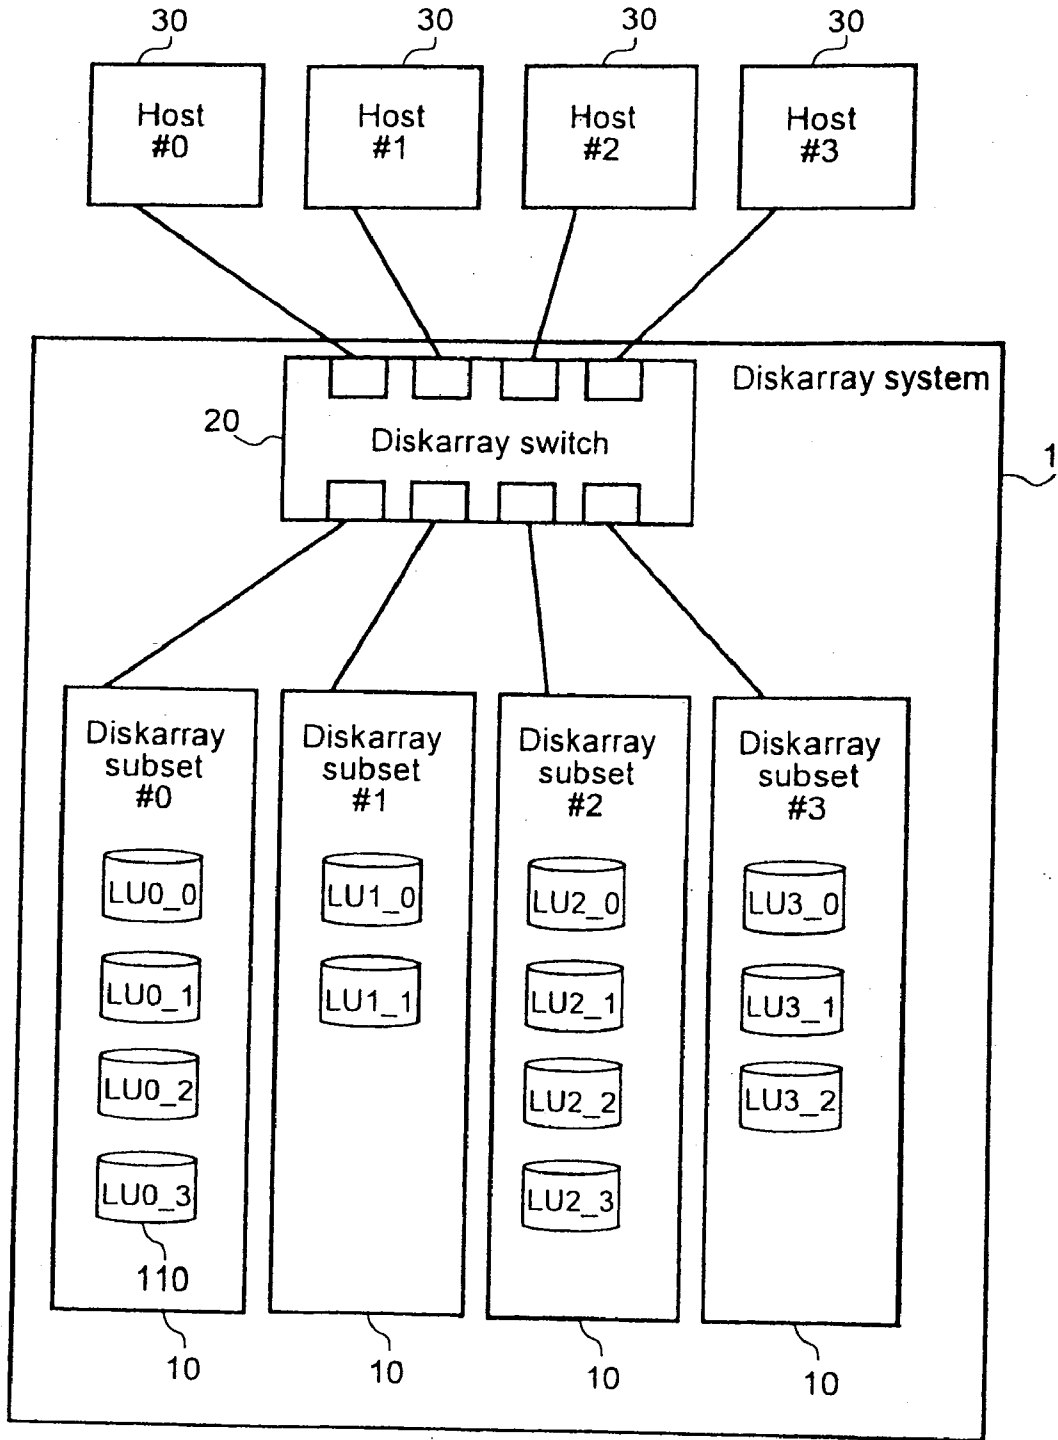 30
30
30
30
Host
#0
Host
#1
Host
#2
Host
#3
Diskarray system
20
Diskarray switch
1
Diskarray
subset
#0
Diskarray
subset
#1
Diskarray
subset
#2
Diskarray
subset
#3
LU0_0
LU1_0
LU2_0
LU3_0
LU0_1
LU1_1
LU2_1
LU3_1
LU0_2
LU2_2
LU3_2
LU0_3
LU2_3
110
10
10
10
10